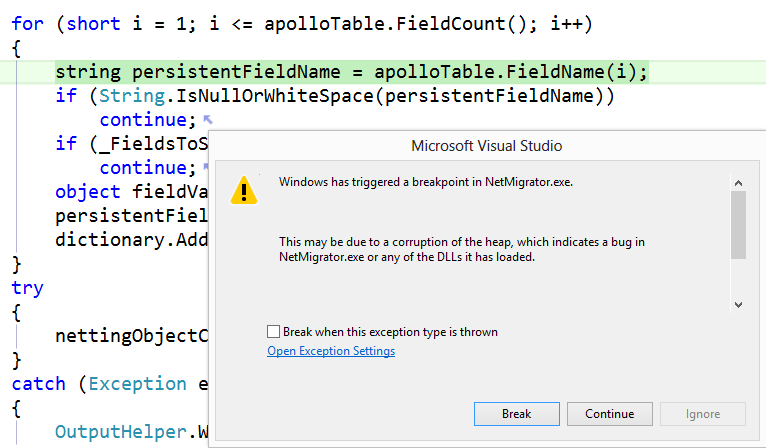 for (short i = 1; i <= apolloTable.FieldCount(); i++)
{
string persistentFieldName = apolloTable.FieldName(i);
if (String.IsNullOrWhiteSpace(persistentFieldName))
continue;
if (_FieldsToS
continue;
object fieldVa
persistentFiel
dictionary.Add
}
try
{
nettingObjectC
}
catch (Exception e
{
OutputHelper.W
Microsoft Visual Studio
Windows has triggered a breakpoint in NetMigrator.exe.
This may be due to a corruption of the heap, which indicates a bug in
NetMigrator.exe or any of the DLLs it has loaded.
Break when this exception type is thrown
Open Exception Settings
Break Continue Ignore